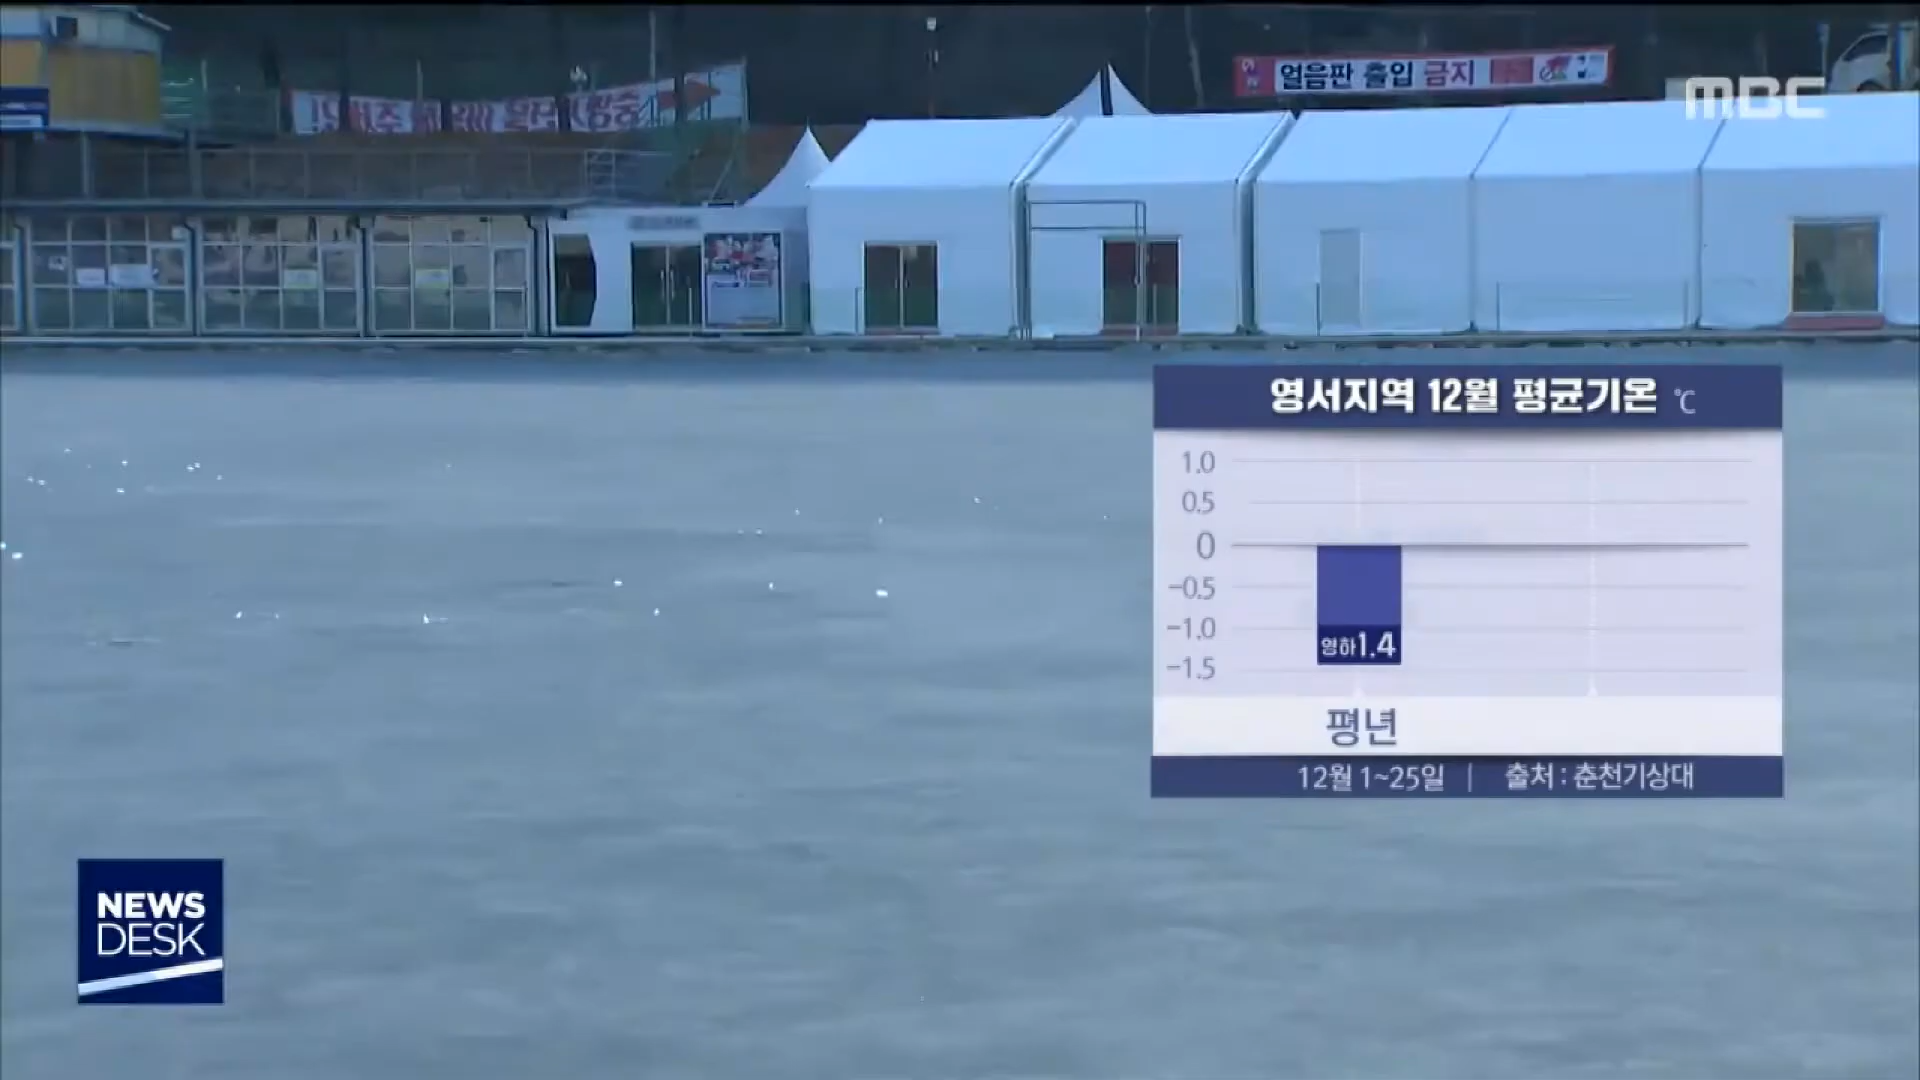 얼음판 출입 금지
MBC
영서지역 12월 평균기온 ℃
1.0
0.5
0
-0.5
-1.0
-1.5
영하1.4
평년
12월 1~25일 | 출처 : 춘천기상대
NEWS
DESK